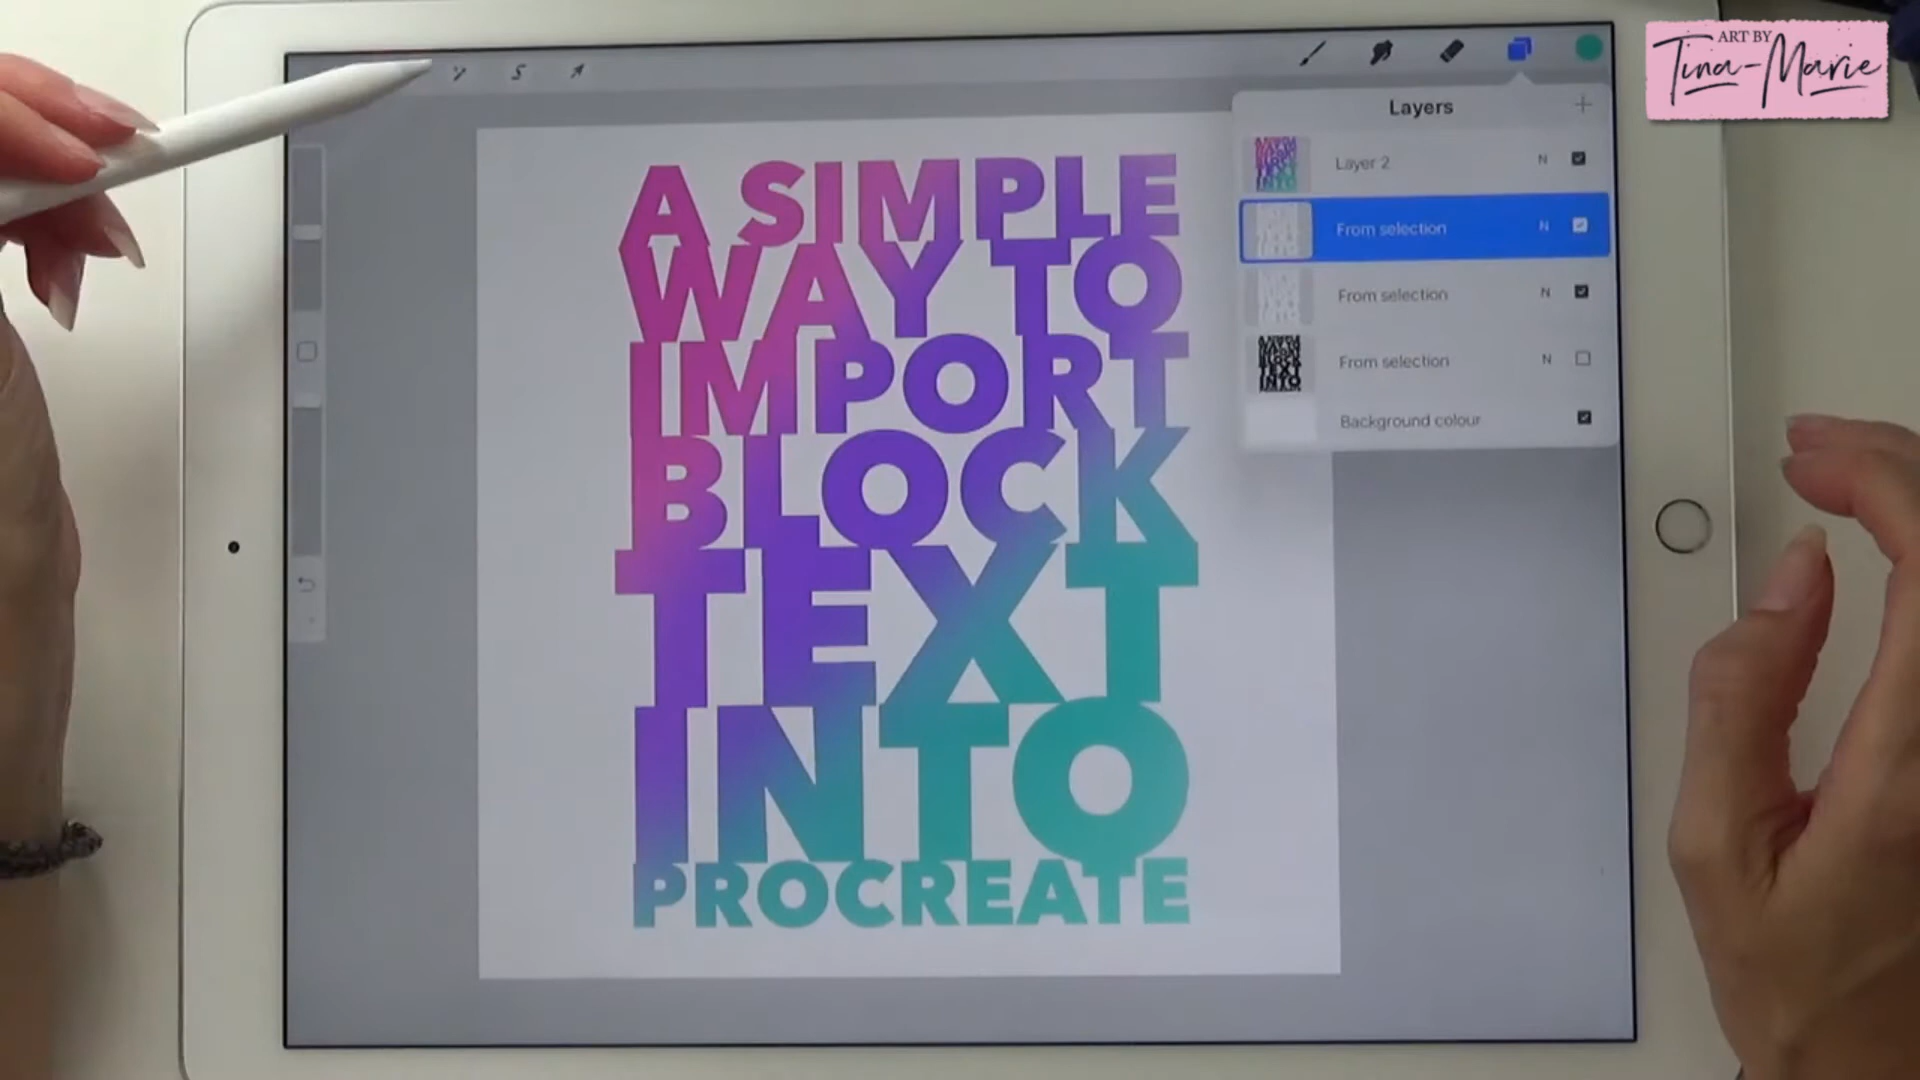 ART BY
Tina-Marie
Layers
Layer 2
N
From selection
N
From selection
N
From selection
N
Background colour
A SIMPLE
WAY TO
IMPORT
BLOCK
TEXT
INTO
PROCREATE